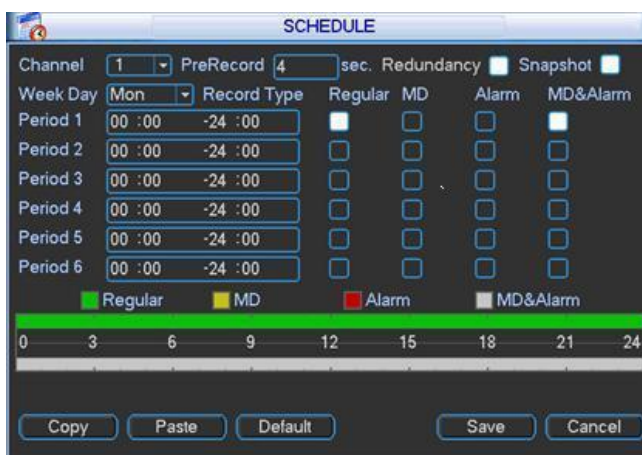 SCHEDULE
Channel 1 PreRecord 4 sec. Redundancy Snapshot
Week Day Mon Record Type Regular MD Alarm MD&Alarm
Period 1 00 :00 -24 :00
Period 2 00 :00 -24 :00
Period 3 00 :00 -24 :00
Period 4 00 :00 -24 :00
Period 5 00 :00 -24 :00
Period 6 00 :00 -24 :00
Regular MD Alarm MD&Alarm
0 3 6 9 12 15 18 21 24
Copy Paste Default Save Cancel